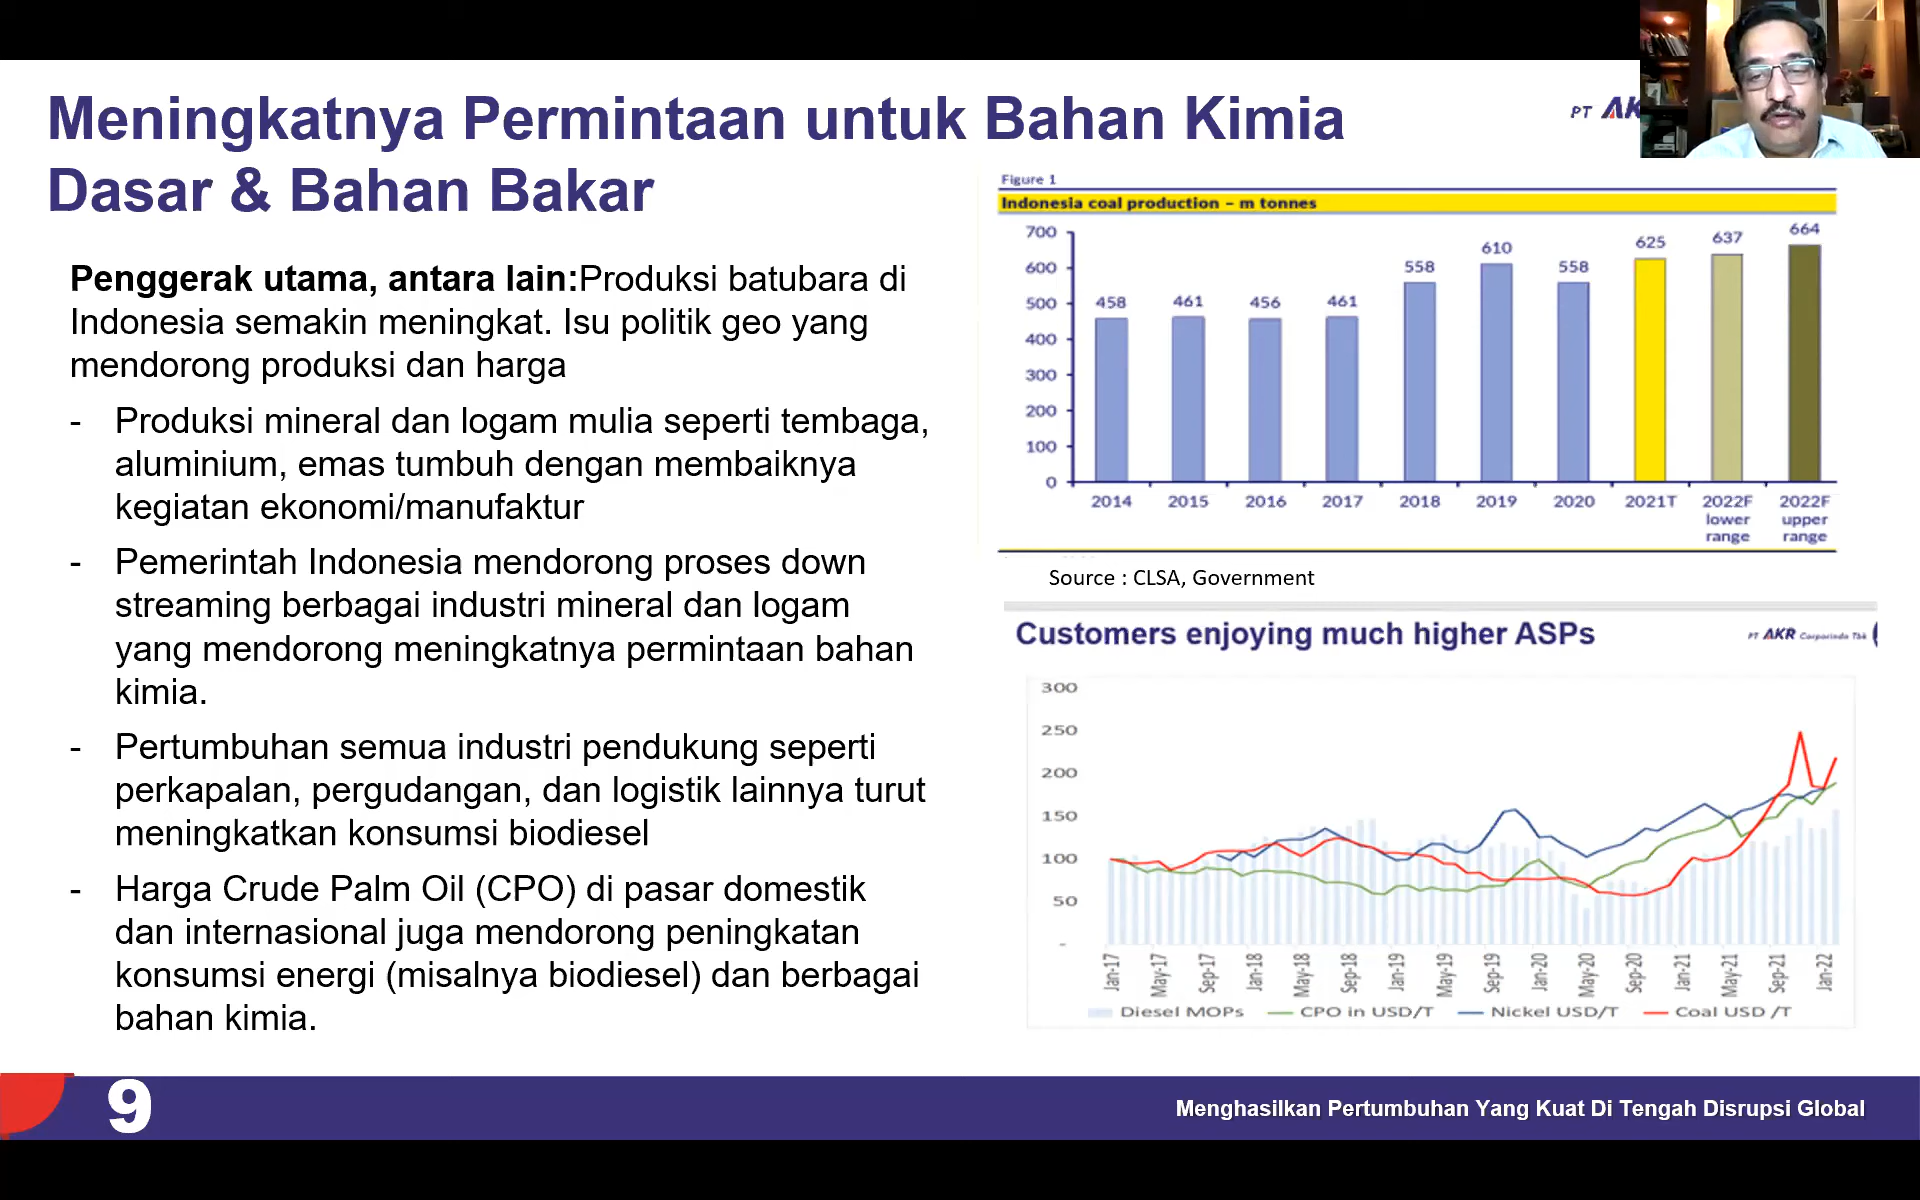 Meningkatnya Permintaan untuk Bahan Kimia
Dasar & Bahan Bakar
PT AKR
Penggerak utama, antara lain:Produksi batubara di
Indonesia semakin meningkat. Isu politik geo yang
mendorong produksi dan harga
- Produksi mineral dan logam mulia seperti tembaga,
aluminium, emas tumbuh dengan membaiknya
kegiatan ekonomi/manufaktur
- Pemerintah Indonesia mendorong proses down
streaming berbagai industri mineral dan logam
yang mendorong meningkatnya permintaan bahan
kimia.
- Pertumbuhan semua industri pendukung seperti
perkapalan, pergudangan, dan logistik lainnya turut
meningkatkan konsumsi biodiesel
- Harga Crude Palm Oil (CPO) di pasar domestik
dan internasional juga mendorong peningkatan
konsumsi energi (misalnya biodiesel) dan berbagai
bahan kimia.
Figure 1
Indonesia coal production – m tonnes
700
600
500
400
300
200
100
0
458 461 456 461 558 610 558 625 637 664
2014 2015 2016 2017 2018 2019 2020 2021T 2022F 2022F
lower upper
range range
Source : CLSA, Government
Customers enjoying much higher ASPs
PT AKR Corporindo Tbk
300
250
200
150
100
50
-
Jan-17 May-17 Sep-17 Jan-18 May-18 Sep-18 Jan-19 May-19 Sep-19 Jan-20 May-20 Sep-20 Jan-21 May-21 Sep-21 Jan-22
Diesel MOPs CPO in USD/T Nickel USD/T Coal USD /T
9
Menghasilkan Pertumbuhan Yang Kuat Di Tengah Disrupsi Global